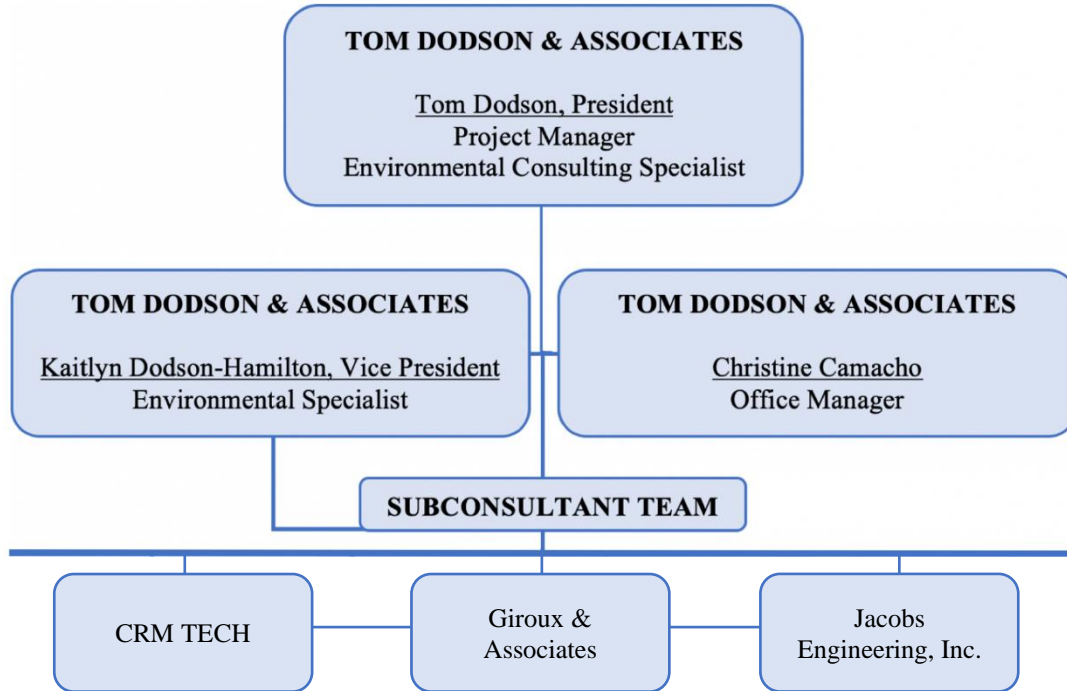 TOM DODSON & ASSOCIATES
Tom Dodson, President
Project Manager
Environmental Consulting Specialist
TOM DODSON & ASSOCIATES
Kaitlyn Dodson-Hamilton, Vice President
Environmental Specialist
TOM DODSON & ASSOCIATES
Christine Camacho
Office Manager
SUBCONSULTANT TEAM
CRM TECH
Giroux &
Associates
Jacobs
Engineering, Inc.